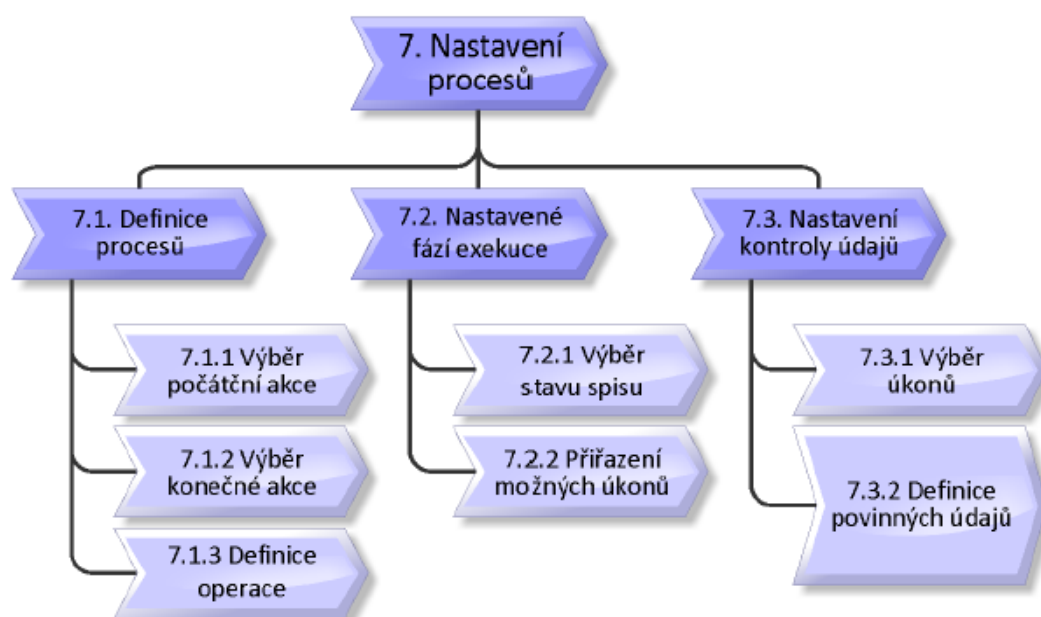 7. Nastavení
procesů
7.1. Definice
procesů
7.2. Nastavené
fází exekuce
7.3. Nastavení
kontroly údajů
7.1.1 Výběr
počátční akce
7.2.1 Výběr
stavu spisu
7.3.1 Výběr
úkonů
7.1.2 Výběr
konečné akce
7.2.2 Přiřazení
možných úkonů
7.3.2 Definice
povinných údajů
7.1.3 Definice
operace